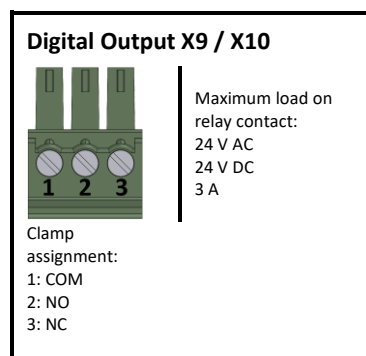 Digital Output X9 / X10
1 2 3
Maximum load on
relay contact:
24 V AC
24 V DC
3 A
Clamp
assignment:
1: COM
2: NO
3: NC